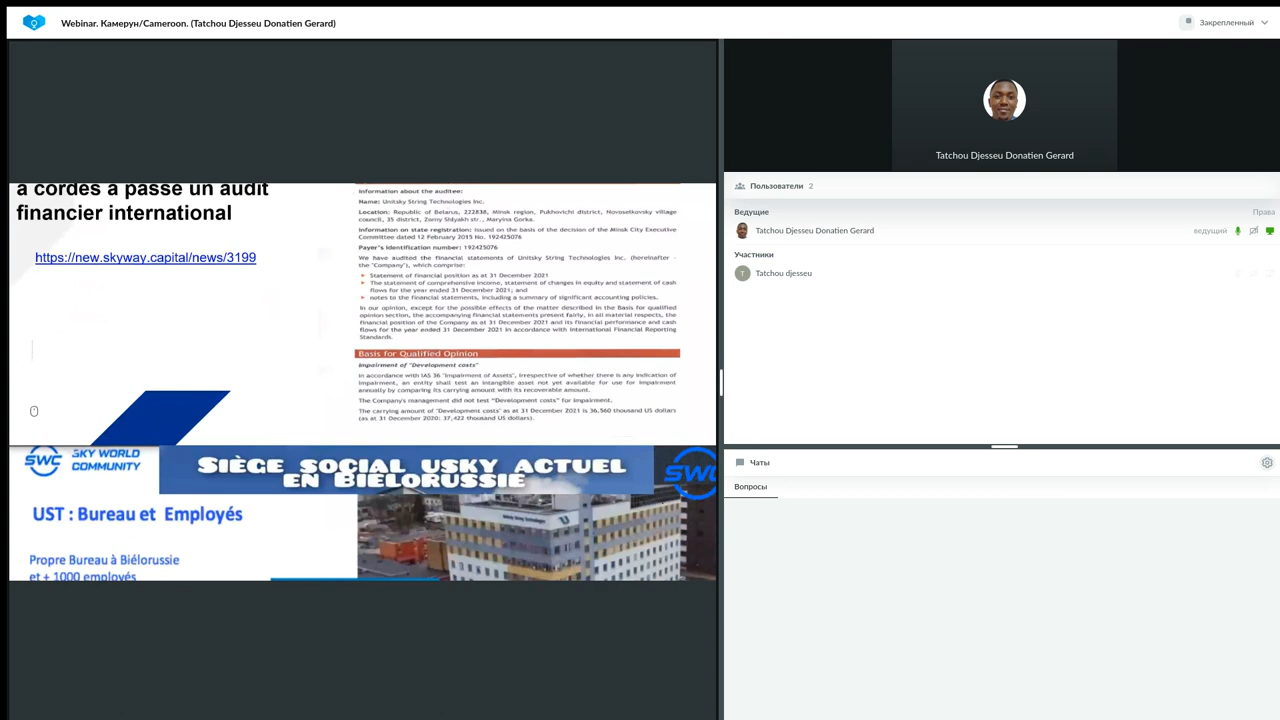 Webinar. Камерун/Cameroon. (Tatchou Djesseu Donatien Gerard)
Закрепленный
à cordes a passé un audit
financier international
https://new.skyway.capital/news/3199
Information about the auditee:
Name: Unitsky String Technologies Inc.
Location: Republic of Belarus, 222838, Minsk region, Pukhovichi district, Novoselkovsky village
council, 35 district, Zorny Shlyakh str., Maryina Gorka.
Information on state registration: issued on the basis of the decision of the Minsk City Executive
Committee dated 12 February 2015 No. 192425076
Payer's identification number: 192425076
We have audited the financial statements of Unitsky String Technologies Inc. (hereinafter -
the "Company"), which comprise:
▸ Statement of financial position as at 31 December 2021
▸ The statement of comprehensive income, statement of changes in equity and statement of cash
flows for the year ended 31 December 2021; and
▸ notes to the financial statements, including a summary of significant accounting policies.
In our opinion, except for the possible effects of the matter described in the Basis for qualified
opinion section, the accompanying financial statements present fairly, in all material respects, the
financial position of the Company as at 31 December 2021 and its financial performance and cash
flows for the year ended 31 December 2021 in accordance with International Financial Reporting
Standards.
Basis for Qualified Opinion
Impairment of "Development costs"
In accordance with IAS 36 "Impairment of Assets", irrespective of whether there is any indication of
impairment, an entity shall test an intangible asset not yet available for use for impairment
annually by comparing its carrying amount with its recoverable amount.
The Company's management did not test "Development costs" for impairment.
The carrying amount of "Development costs" as at 31 December 2021 is 36,560 thousand US dollars
(as at 31 December 2020: 37,422 thousand US dollars).
SWC
SKY WORLD
COMMUNITY
SIÈGE SOCIAL USKY ACTUEL
EN BIÉLORUSSIE
SWC
UST : Bureau et Employés
Propre Bureau à Biélorussie
et + 1000 employés
Unitsky String Technologies
Tatchou Djesseu Donatien Gerard
Пользователи 2
Ведущие
Права
Tatchou Djesseu Donatien Gerard
ведущий
Участники
T
Tatchou djesseu
Чаты
Вопросы